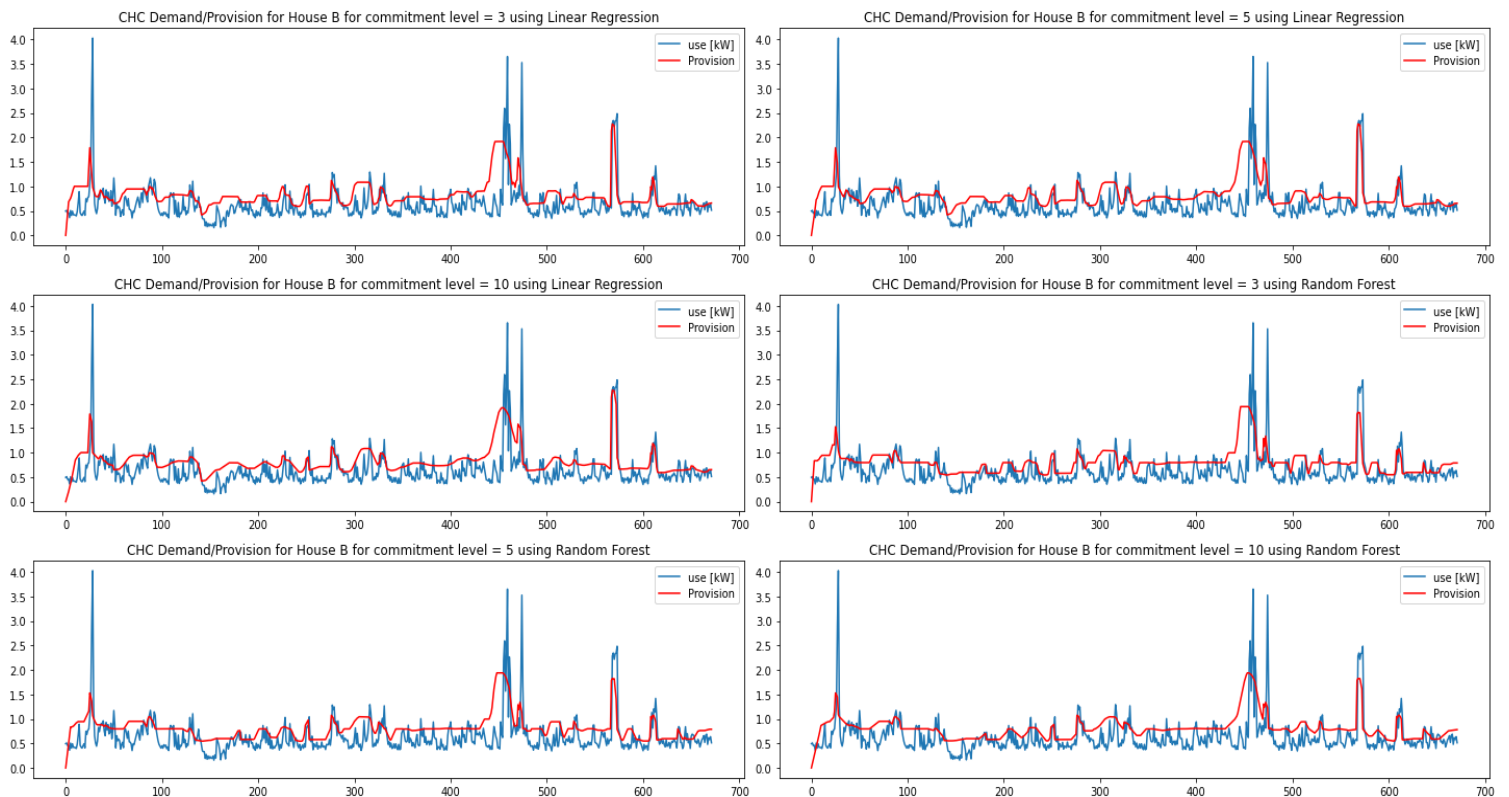 CHC Demand/Provision for House B for commitment level = 3 using Linear Regression
4.0
3.5
3.0
2.5
2.0
1.5
1.0
0.5
0.0
use [kW]
Provision
0 100 200 300 400 500 600 700
CHC Demand/Provision for House B for commitment level = 5 using Linear Regression
4.0
3.5
3.0
2.5
2.0
1.5
1.0
0.5
0.0
use [kW]
Provision
0 100 200 300 400 500 600 700
CHC Demand/Provision for House B for commitment level = 10 using Linear Regression
4.0
3.5
3.0
2.5
2.0
1.5
1.0
0.5
0.0
use [kW]
Provision
0 100 200 300 400 500 600 700
CHC Demand/Provision for House B for commitment level = 3 using Random Forest
4.0
3.5
3.0
2.5
2.0
1.5
1.0
0.5
0.0
use [kW]
Provision
0 100 200 300 400 500 600 700
CHC Demand/Provision for House B for commitment level = 5 using Random Forest
4.0
3.5
3.0
2.5
2.0
1.5
1.0
0.5
0.0
use [kW]
Provision
0 100 200 300 400 500 600 700
CHC Demand/Provision for House B for commitment level = 10 using Random Forest
4.0
3.5
3.0
2.5
2.0
1.5
1.0
0.5
0.0
use [kW]
Provision
0 100 200 300 400 500 600 700